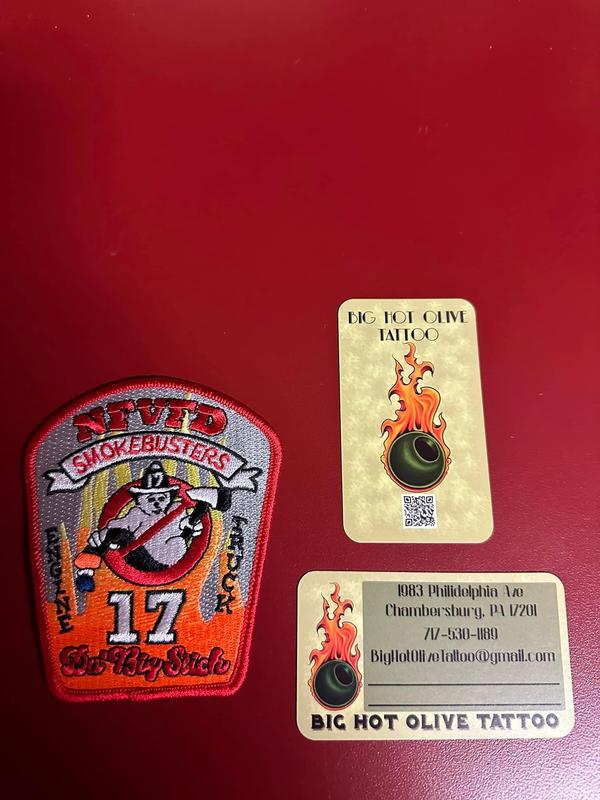 NFVFD
SMOKEBUSTERS
17
ENGINE
TRUCK
17
Da' Big Stick
BIG HOT OLIVE
TATTOO
1983 Philidelphia Ave
Chambersburg, PA 17201
717-530-1189
BigHotOliveTattoo@gmail.com
BIG HOT OLIVE TATTOO